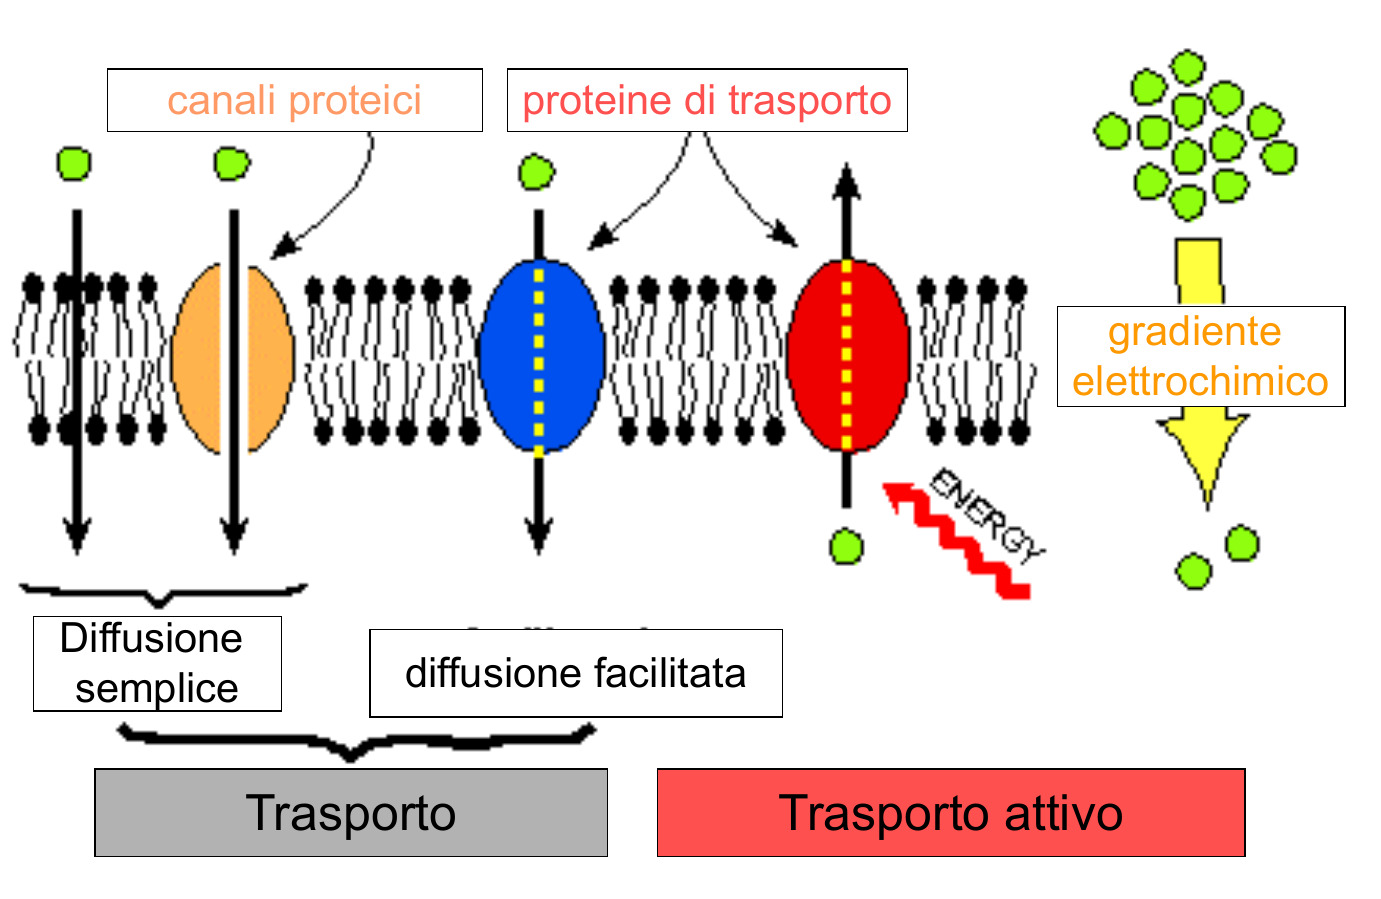 canali proteici
proteine di trasporto
gradiente
elettrochimico
ENERGY
Diffusione
semplice
diffusione facilitata
Trasporto
Trasporto attivo